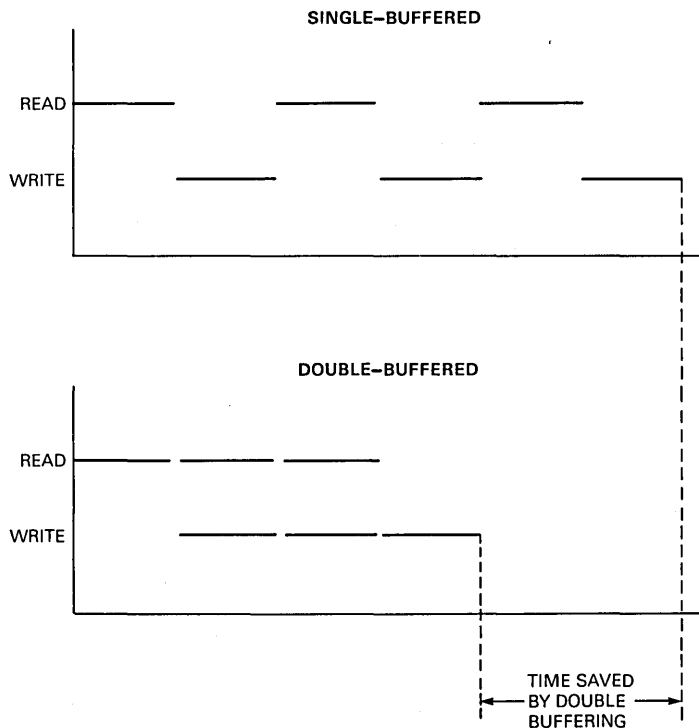 SINGLE-BUFFERED
READ
WRITE
DOUBLE-BUFFERED
READ
WRITE
TIME SAVED
BY DOUBLE
BUFFERING